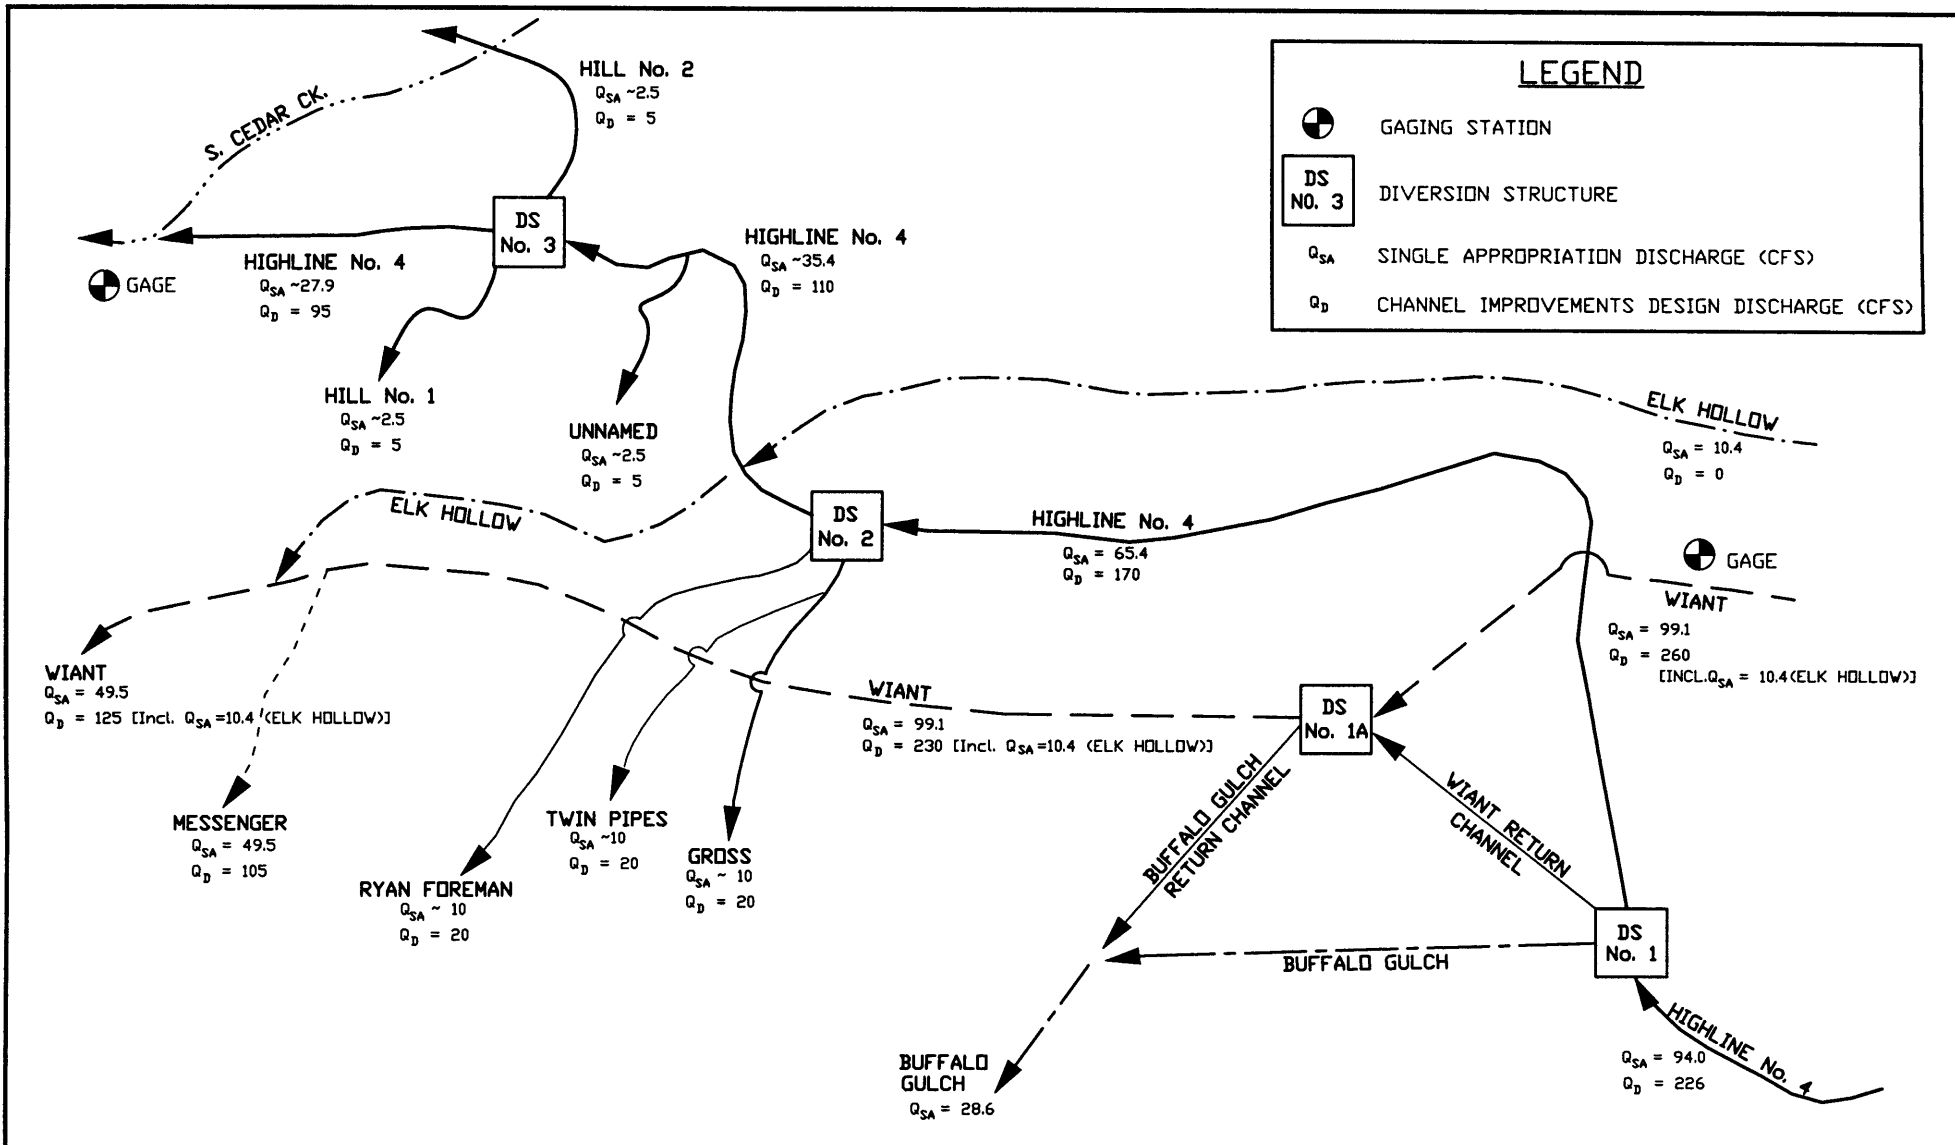 HILL No. 2
QSA ~2.5
QD = 5
S. CEDAR CK.
DS
No. 3
HIGHLINE No. 4
QSA ~27.9
QD = 95
GAGE
HIGHLINE No. 4
QSA ~35.4
QD = 110
HILL No. 1
QSA ~2.5
QD = 5
UNNAMED
QSA ~2.5
QD = 5
LEGEND
GAGING STATION
DS
NO. 3
DIVERSION STRUCTURE
QSA SINGLE APPROPRIATION DISCHARGE (CFS)
QD CHANNEL IMPROVEMENTS DESIGN DISCHARGE (CFS)
ELK HOLLOW
QSA = 10.4
QD = 0
ELK HOLLOW
DS
No. 2
HIGHLINE No. 4
QSA = 65.4
QD = 170
GAGE
WIANT
QSA = 99.1
QD = 260
[INCL.QSA = 10.4(ELK HOLLOW)]
WIANT
QSA = 49.5
QD = 125 [Incl. QSA =10.4 (ELK HOLLOW)]
WIANT
QSA = 99.1
QD = 230 [Incl. QSA =10.4 (ELK HOLLOW)]
DS
No. 1A
MESSENGER
QSA = 49.5
QD = 105
RYAN FOREMAN
QSA ~ 10
QD = 20
TWIN PIPES
QSA ~10
QD = 20
GROSS
QSA ~ 10
QD = 20
BUFFALO GULCH
RETURN CHANNEL
WIANT RETURN
CHANNEL
DS
No. 1
BUFFALO GULCH
BUFFALO
GULCH
QSA = 28.6
HIGHLINE No. 4
QSA = 94.0
QD = 226